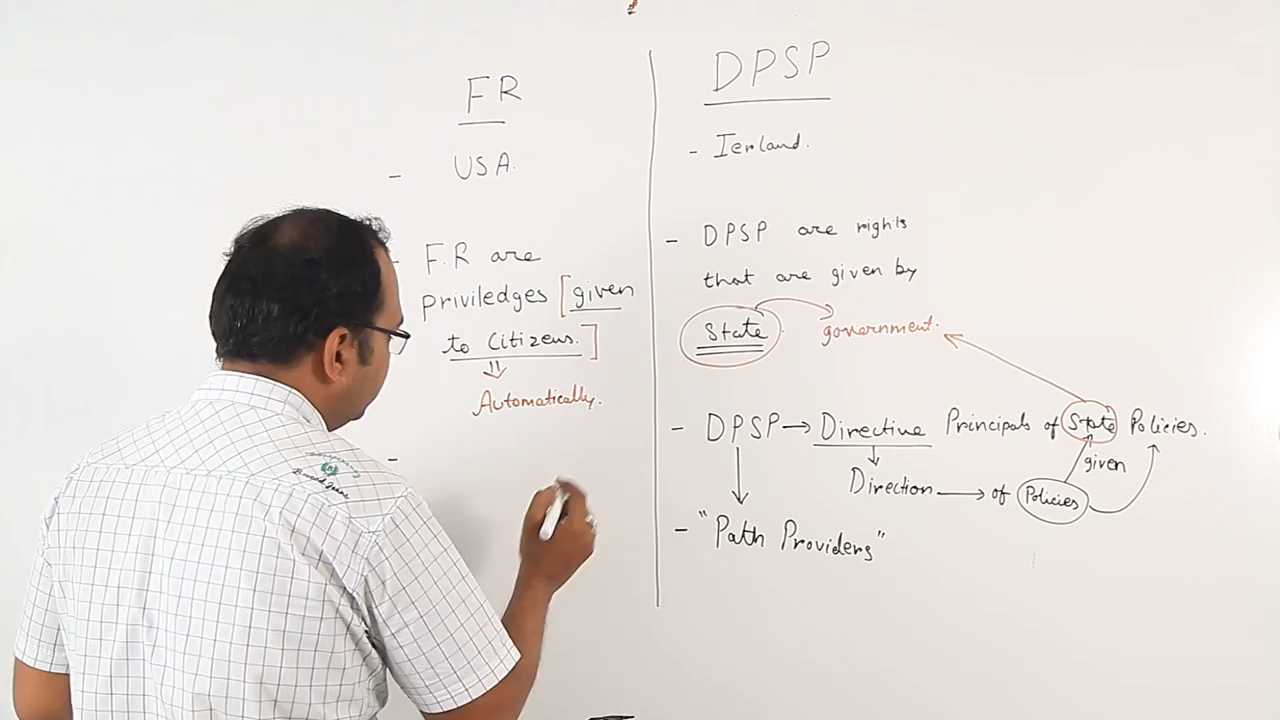 FR
- USA.
- F.R are
priviledges [given
to Citizens.]
Automatically.
-
DPSP
- Ierland.
- DPSP are rights
that are given by
State. government.
- DPSP → Directive Principals of State Policies.
given
Direction → of Policies
- "Path Providers"